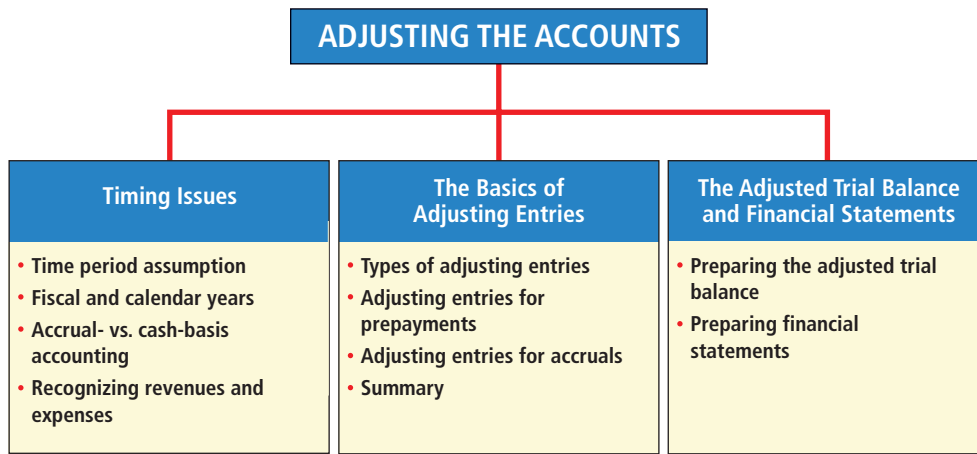 ADJUSTING THE ACCOUNTS
Timing Issues
• Time period assumption
• Fiscal and calendar years
• Accrual- vs. cash-basis
accounting
• Recognizing revenues and
expenses
The Basics of
Adjusting Entries
• Types of adjusting entries
• Adjusting entries for
prepayments
• Adjusting entries for accruals
• Summary
The Adjusted Trial Balance
and Financial Statements
• Preparing the adjusted trial
balance
• Preparing financial
statements